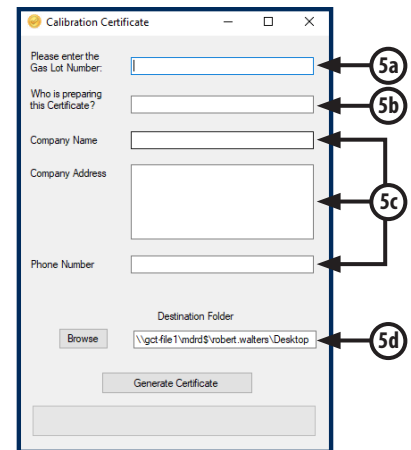 Calibration Certificate
Please enter the
Gas Lot Number:
5a
Who is preparing
this Certificate?
5b
Company Name
Company Address
5c
Phone Number
Destination Folder
Browse
\\gct-file1\mdrd$\robert.walters\Desktop
5d
Generate Certificate